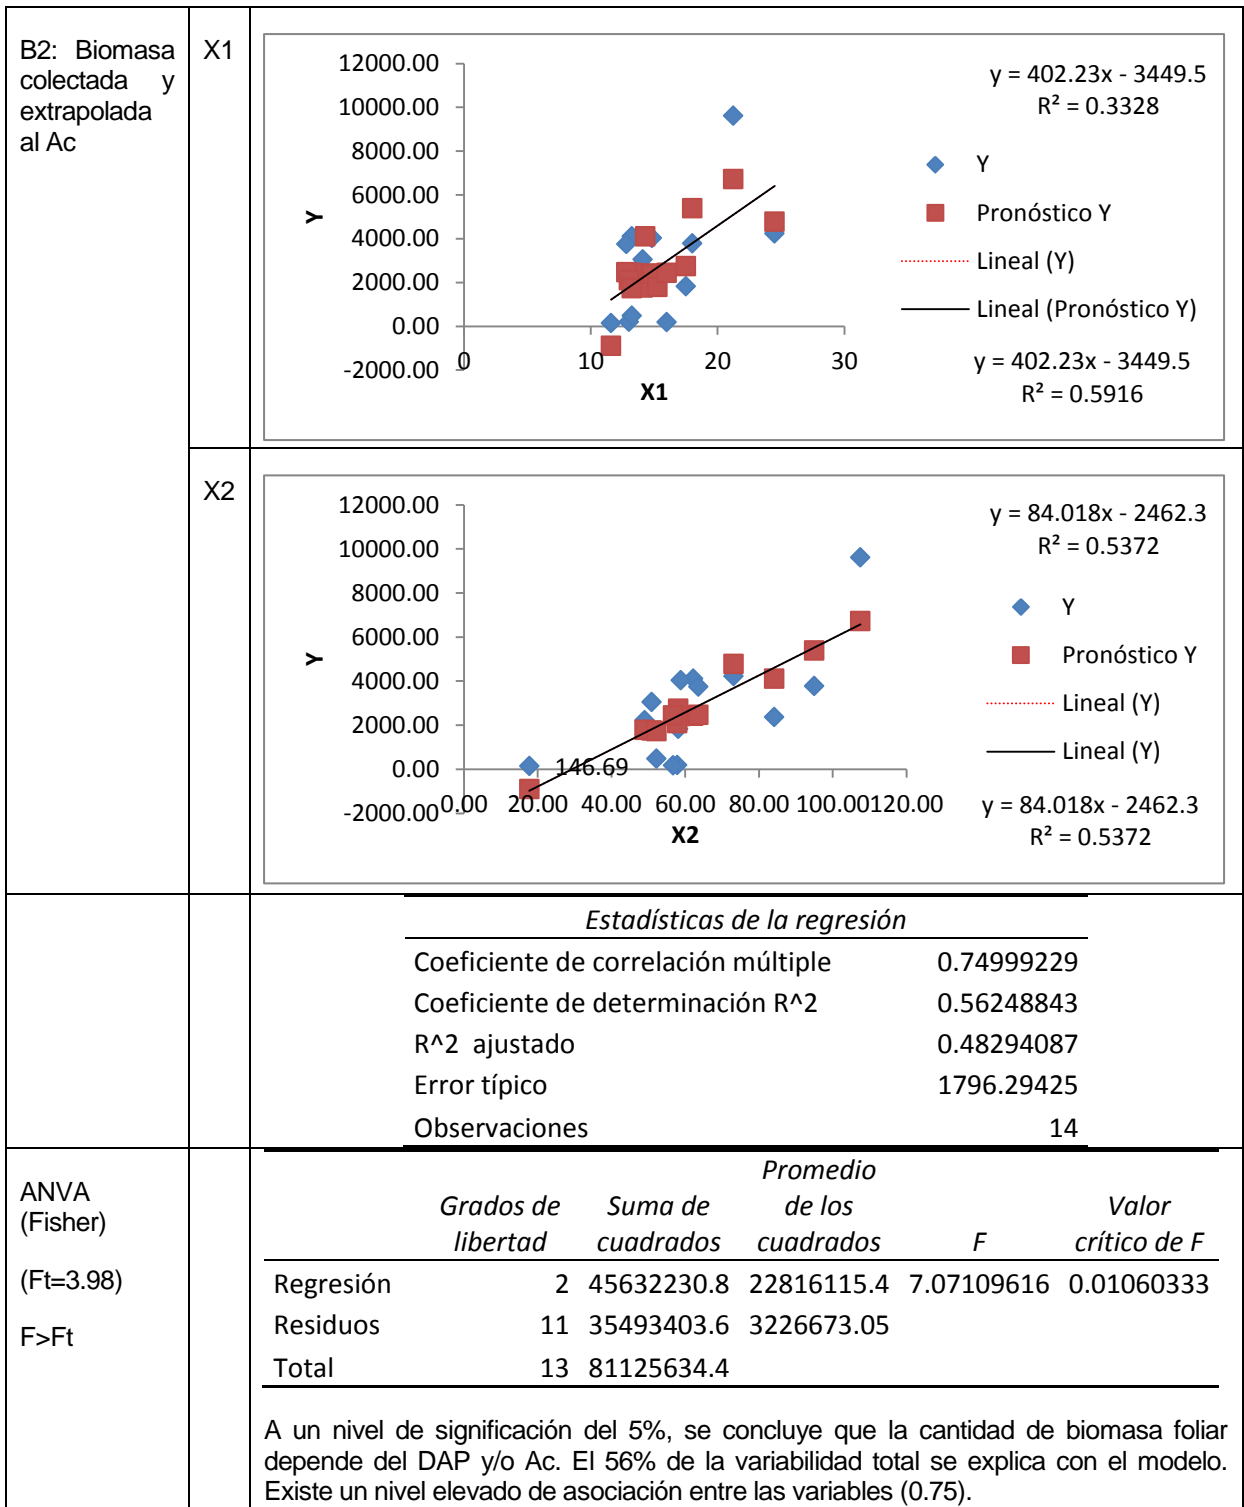 B2: Biomasa
colectada y
extrapolada
al Ac
X1
12000.00
10000.00
8000.00
6000.00
4000.00
2000.00
0.00
-2000.00
Y
0
10
20
30
X1
y = 402.23x - 3449.5
R² = 0.3328
Y
Pronóstico Y
Lineal (Y)
Lineal (Pronóstico Y)
y = 402.23x - 3449.5
R² = 0.5916
X2
12000.00
10000.00
8000.00
6000.00
4000.00
2000.00
0.00
-2000.00
Y
146.69
0.00 20.00 40.00 60.00 80.00 100.00 120.00
X2
y = 84.018x - 2462.3
R² = 0.5372
Y
Pronóstico Y
Lineal (Y)
Lineal (Y)
y = 84.018x - 2462.3
R² = 0.5372
Estadísticas de la regresión
Coeficiente de correlación múltiple 0.74999229
Coeficiente de determinación R^2 0.56248843
R^2 ajustado 0.48294087
Error típico 1796.29425
Observaciones 14
ANVA
(Fisher)
(Ft=3.98)
F>Ft
Promedio
Grados de Suma de de los Valor
libertad cuadrados cuadrados F crítico de F
Regresión 2 45632230.8 22816115.4 7.07109616 0.01060333
Residuos 11 35493403.6 3226673.05
Total 13 81125634.4
A un nivel de significación del 5%, se concluye que la cantidad de biomasa foliar
depende del DAP y/o Ac. El 56% de la variabilidad total se explica con el modelo.
Existe un nivel elevado de asociación entre las variables (0.75).